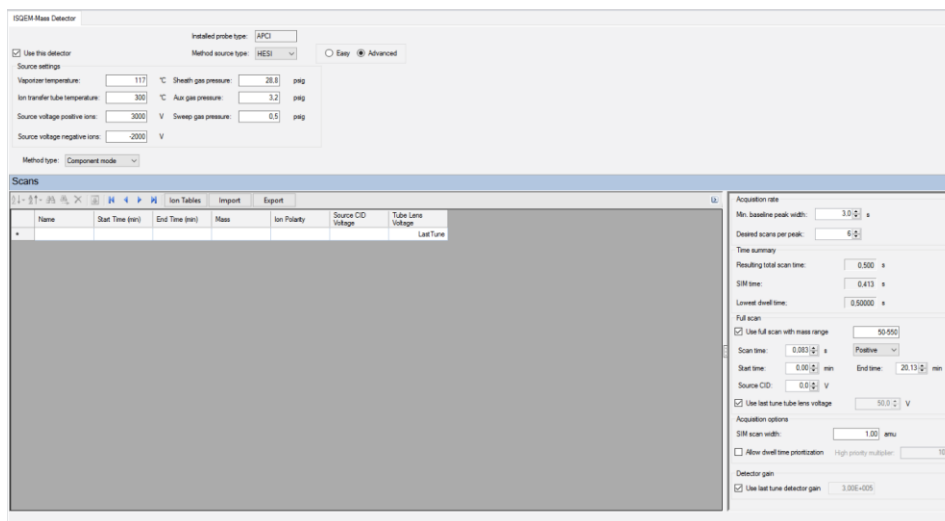 ISQEM-Mass Detector
Installed probe type: APCI
Use this detector Method source type: HESI Easy Advanced
Source settings
Vaporizer temperature: 117 °C Sheath gas pressure: 28,8 psig
Ion transfer tube temperature: 300 °C Aux gas pressure: 3,2 psig
Source voltage positive ions: 3000 V Sweep gas pressure: 0,5 psig
Source voltage negative ions: -2000 V
Method type: Component mode
Scans
Ion Tables Import Export
Name Start Time (min) End Time (min) Mass Ion Polarity Source CID Voltage Tube Lens Voltage
LastTune
Acquisition rate
Min. baseline peak width: 3,0 s
Desired scans per peak: 6
Time summary
Resulting total scan time: 0,500 s
SIM time: 0,413 s
Lowest dwell time: 0,50000 s
Full scan
Use full scan with mass range 50-550
Scan time: 0,083 s Positive
Start time: 0,00 min End time: 20,13 min
Source CID: 0,0 V
Use last tune tube lens voltage 50,0 V
Acquisition options
SIM scan width: 1,00 amu
Allow dwell time prioritization High priority multiplier: 10
Detector gain
Use last tune detector gain 3,00E+005